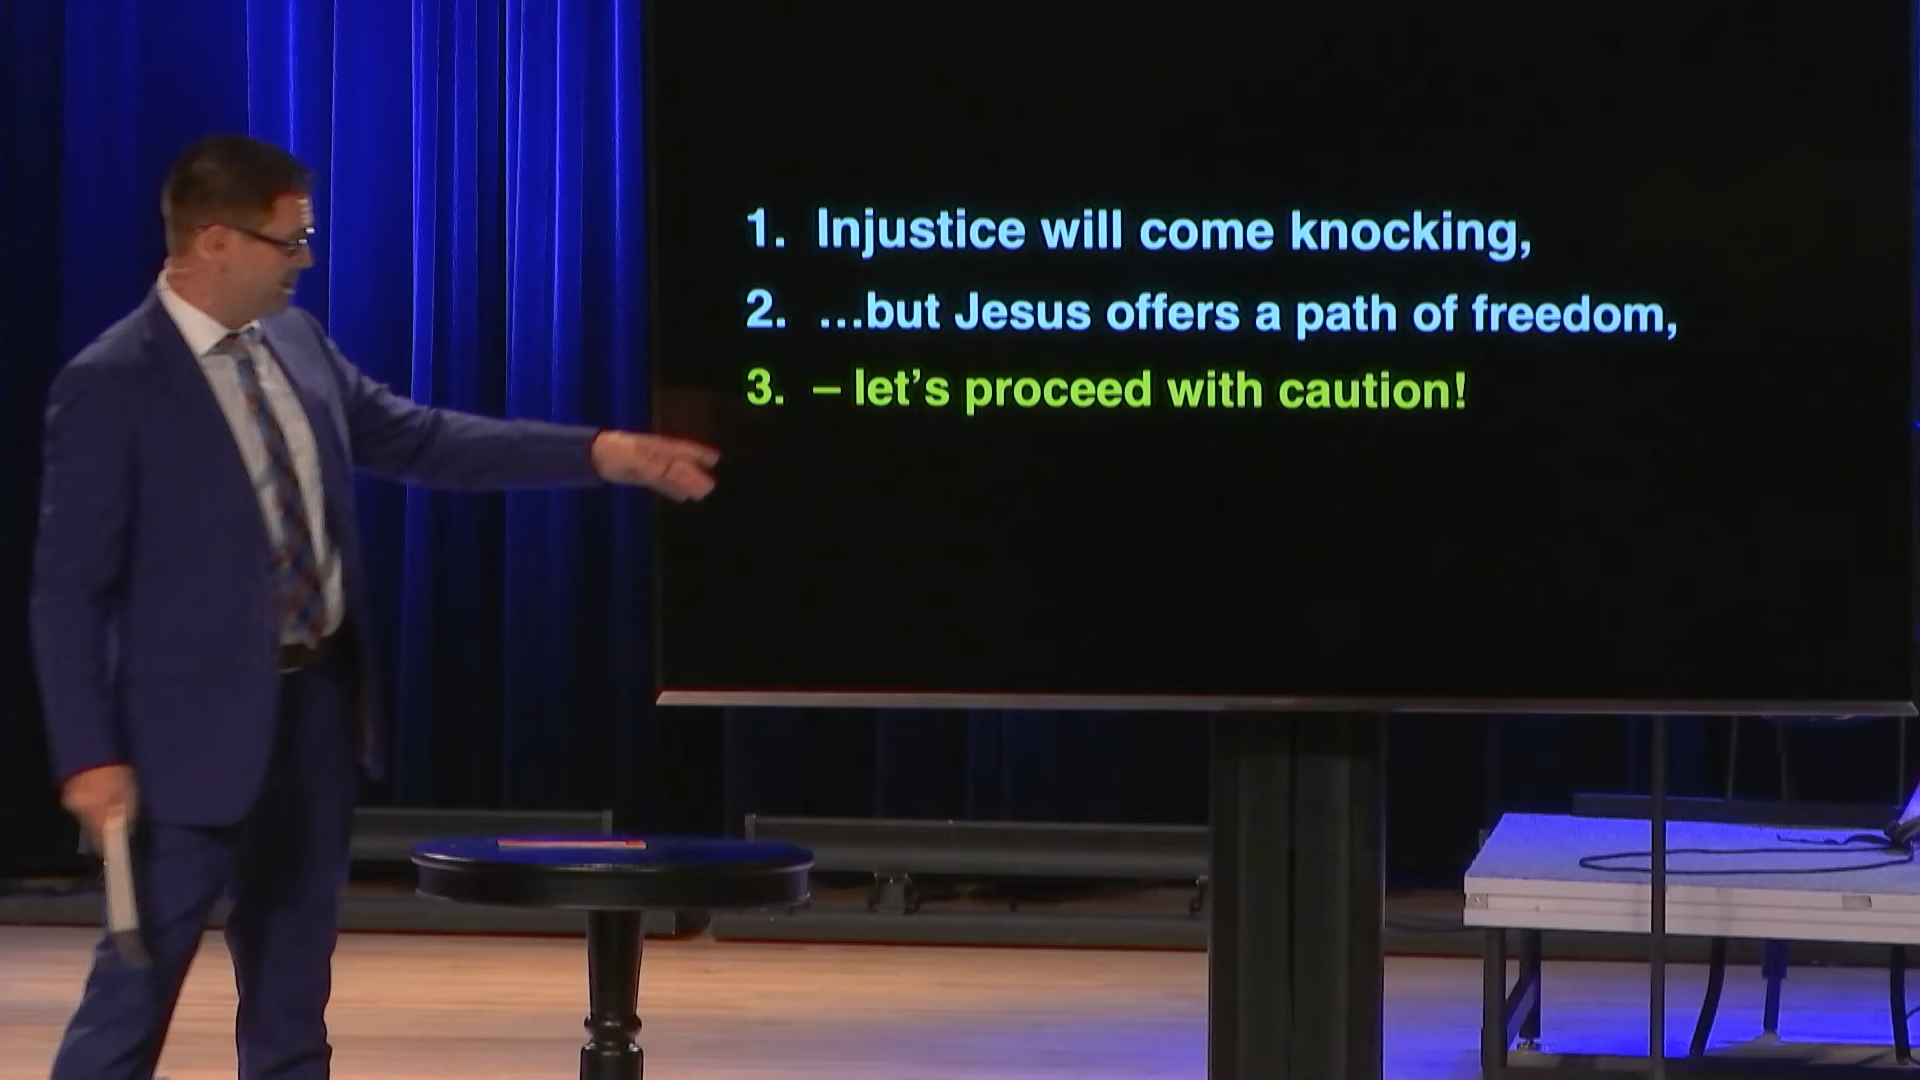 1. Injustice will come knocking,
2. ...but Jesus offers a path of freedom,
3. – let's proceed with caution!